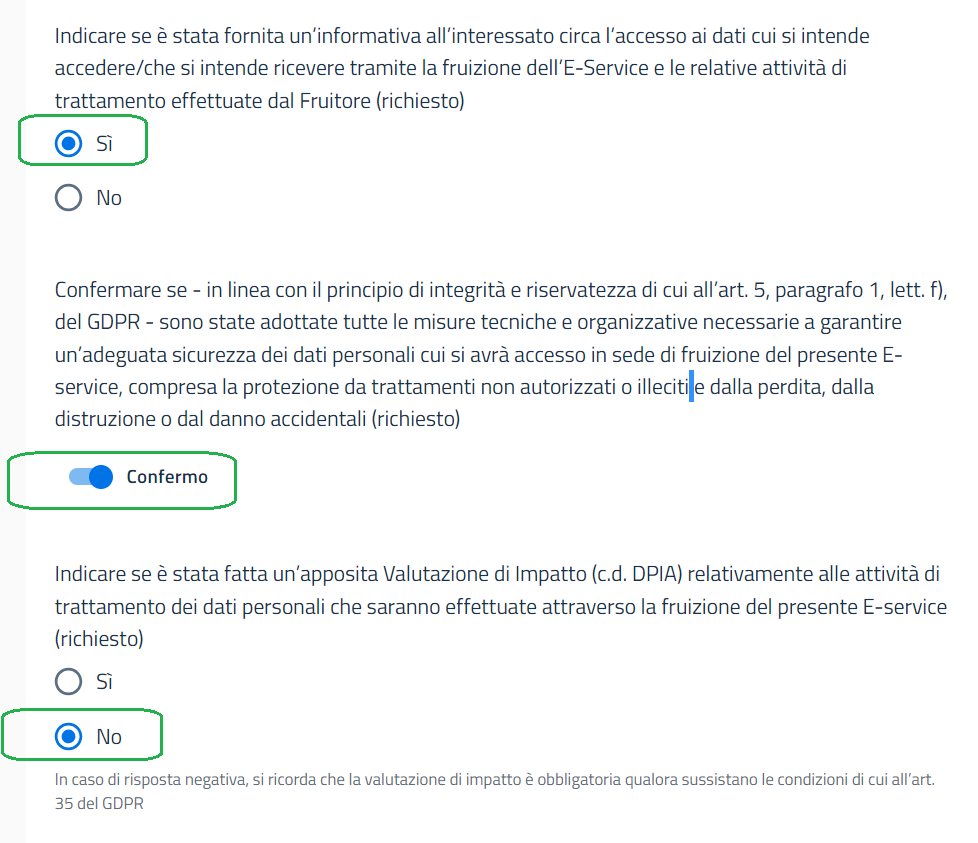 Indicare se è stata fornita un’informativa all’interessato circa l’accesso ai dati cui si intende
accedere/che si intende ricevere tramite la fruizione dell’E-Service e le relative attività di
trattamento effettuate dal Fruitore (richiesto)
Sì
No
Confermare se - in linea con il principio di integrità e riservatezza di cui all’art. 5, paragrafo 1, lett. f),
del GDPR - sono state adottate tutte le misure tecniche e organizzative necessarie a garantire
un’adeguata sicurezza dei dati personali cui si avrà accesso in sede di fruizione del presente E-
service, compresa la protezione da trattamenti non autorizzati o illeciti e dalla perdita, dalla
distruzione o dal danno accidentali (richiesto)
Confermo
Indicare se è stata fatta un’apposita Valutazione di Impatto (c.d. DPIA) relativamente alle attività di
trattamento dei dati personali che saranno effettuate attraverso la fruizione del presente E-service
(richiesto)
Sì
No
In caso di risposta negativa, si ricorda che la valutazione di impatto è obbligatoria qualora sussistano le condizioni di cui all’art.
35 del GDPR